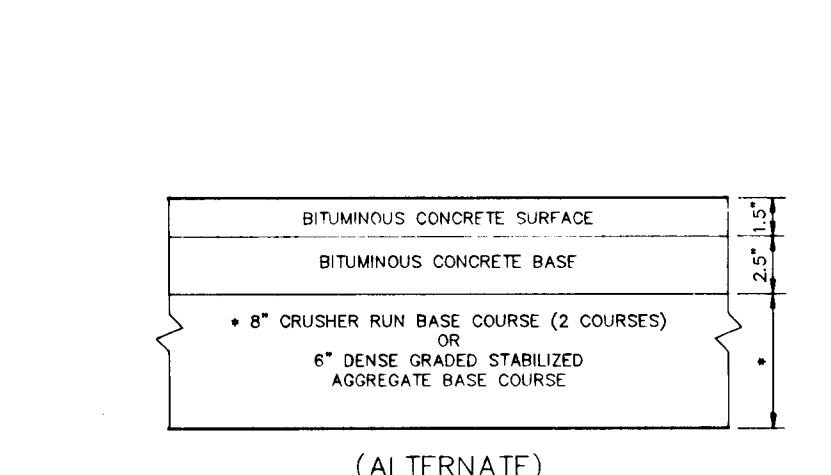 BITUMINOUS CONCRETE SURFACE
1.5"
BITUMINOUS CONCRETE BASE
2.5"
* 8" CRUSHER RUN BASE COURSE (2 COURSES)
OR
6" DENSE GRADED STABILIZED
AGGREGATE BASE COURSE
*
(ALTERNATE)